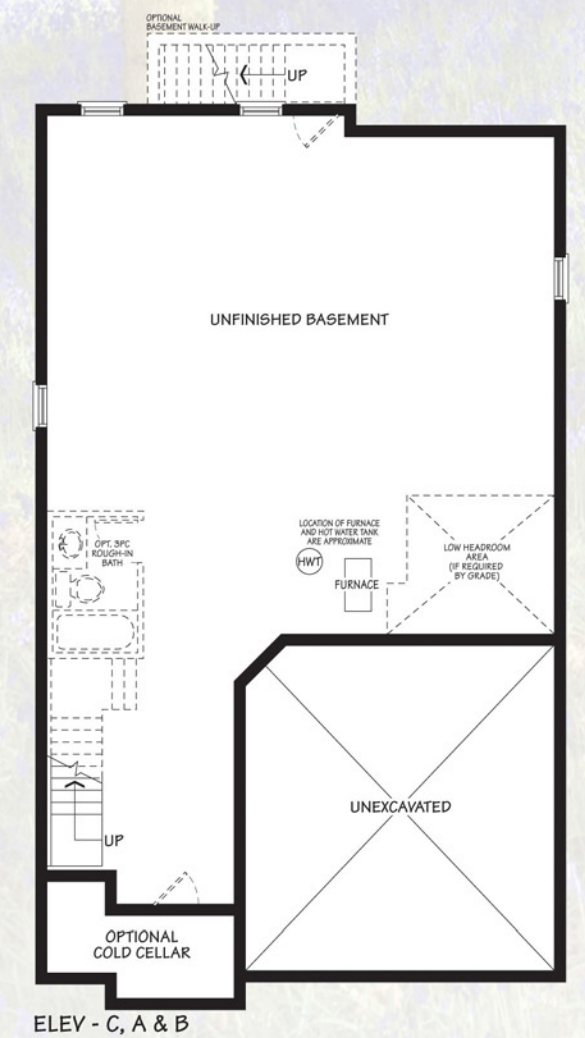 OPTIONAL
BASEMENT WALK-UP
UP
UNFINISHED BASEMENT
OPT. 3PC
ROUGH-IN
BATH
LOCATION OF FURNACE
AND HOT WATER TANK
ARE APPROXIMATE
HWT
FURNACE
LOW HEADROOM
AREA
(IF REQUIRED
BY GRADE)
UNEXCAVATED
UP
OPTIONAL
COLD CELLAR
ELEV - C, A & B